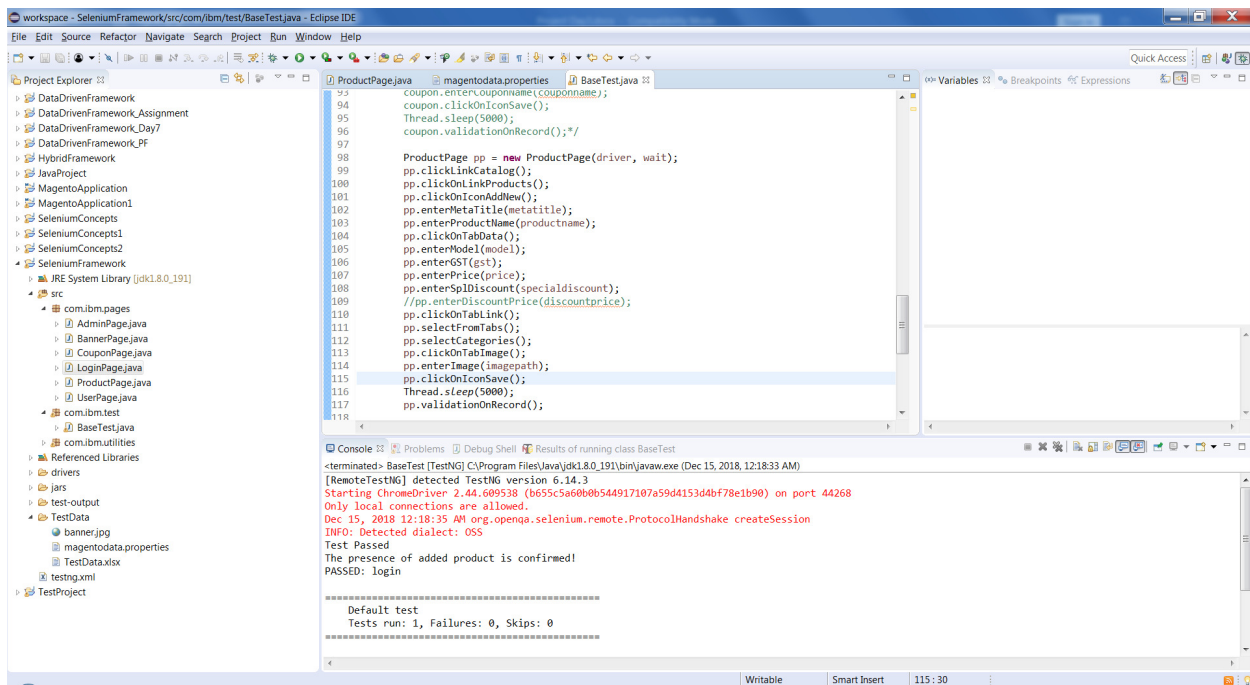 workspace - SeleniumFramework/src/com/ibm/test/BaseTest.java - Eclipse IDE
File Edit Source Refactor Navigate Search Project Run Window Help
Quick Access
Project Explorer
DataDrivenFramework
DataDrivenFramework_Assignment
DataDrivenFramework_Day7
DataDrivenFramework_PF
HybridFramework
JavaProject
MagentoApplication
MagentoApplication1
SeleniumConcepts
SeleniumConcepts1
SeleniumConcepts2
SeleniumFramework
JRE System Library [jdk1.8.0_191]
src
com.ibm.pages
AdminPage.java
BannerPage.java
CouponPage.java
LoginPage.java
ProductPage.java
UserPage.java
com.ibm.test
BaseTest.java
com.ibm.utilities
Referenced Libraries
drivers
jars
test-output
TestData
banner.jpg
magentodata.properties
TestData.xlsx
testng.xml
TestProject
ProductPage.java magentodata.properties BaseTest.java
93 coupon.enterCouponName(couponname);
94 coupon.clickOnIconSave();
95 Thread.sleep(5000);
96 coupon.validationOnRecord();*/
97
98 ProductPage pp = new ProductPage(driver, wait);
99 pp.clickLinkCatalog();
100 pp.clickOnLinkProducts();
101 pp.clickOnIconAddNew();
102 pp.enterMetaTitle(metatitle);
103 pp.enterProductName(productname);
104 pp.clickOnTabData();
105 pp.enterModel(model);
106 pp.enterGST(gst);
107 pp.enterPrice(price);
108 pp.enterSplDiscount(specialdiscount);
109 //pp.enterDiscountPrice(discountprice);
110 pp.clickOnTabLink();
111 pp.selectFromTabs();
112 pp.selectCategories();
113 pp.clickOnTabImage();
114 pp.enterImage(imagepath);
115 pp.clickOnIconSave();
116 Thread.sleep(5000);
117 pp.validationOnRecord();
118
Variables Breakpoints Expressions
Console Problems Debug Shell Results of running class BaseTest
<terminated> BaseTest [TestNG] C:\Program Files\Java\jdk1.8.0_191\bin\javaw.exe (Dec 15, 2018, 12:18:33 AM)
[RemoteTestNG] detected TestNG version 6.14.3
Starting ChromeDriver 2.44.609538 (b655c5a60b0b544917107a59d4153d4bf78e1b90) on port 44268
Only local connections are allowed.
Dec 15, 2018 12:18:35 AM org.openqa.selenium.remote.ProtocolHandshake createSession
INFO: Detected dialect: OSS
Test Passed
The presence of added product is confirmed!
PASSED: login
===============================================
Default test
Tests run: 1, Failures: 0, Skips: 0
===============================================
Writable Smart Insert 115 : 30